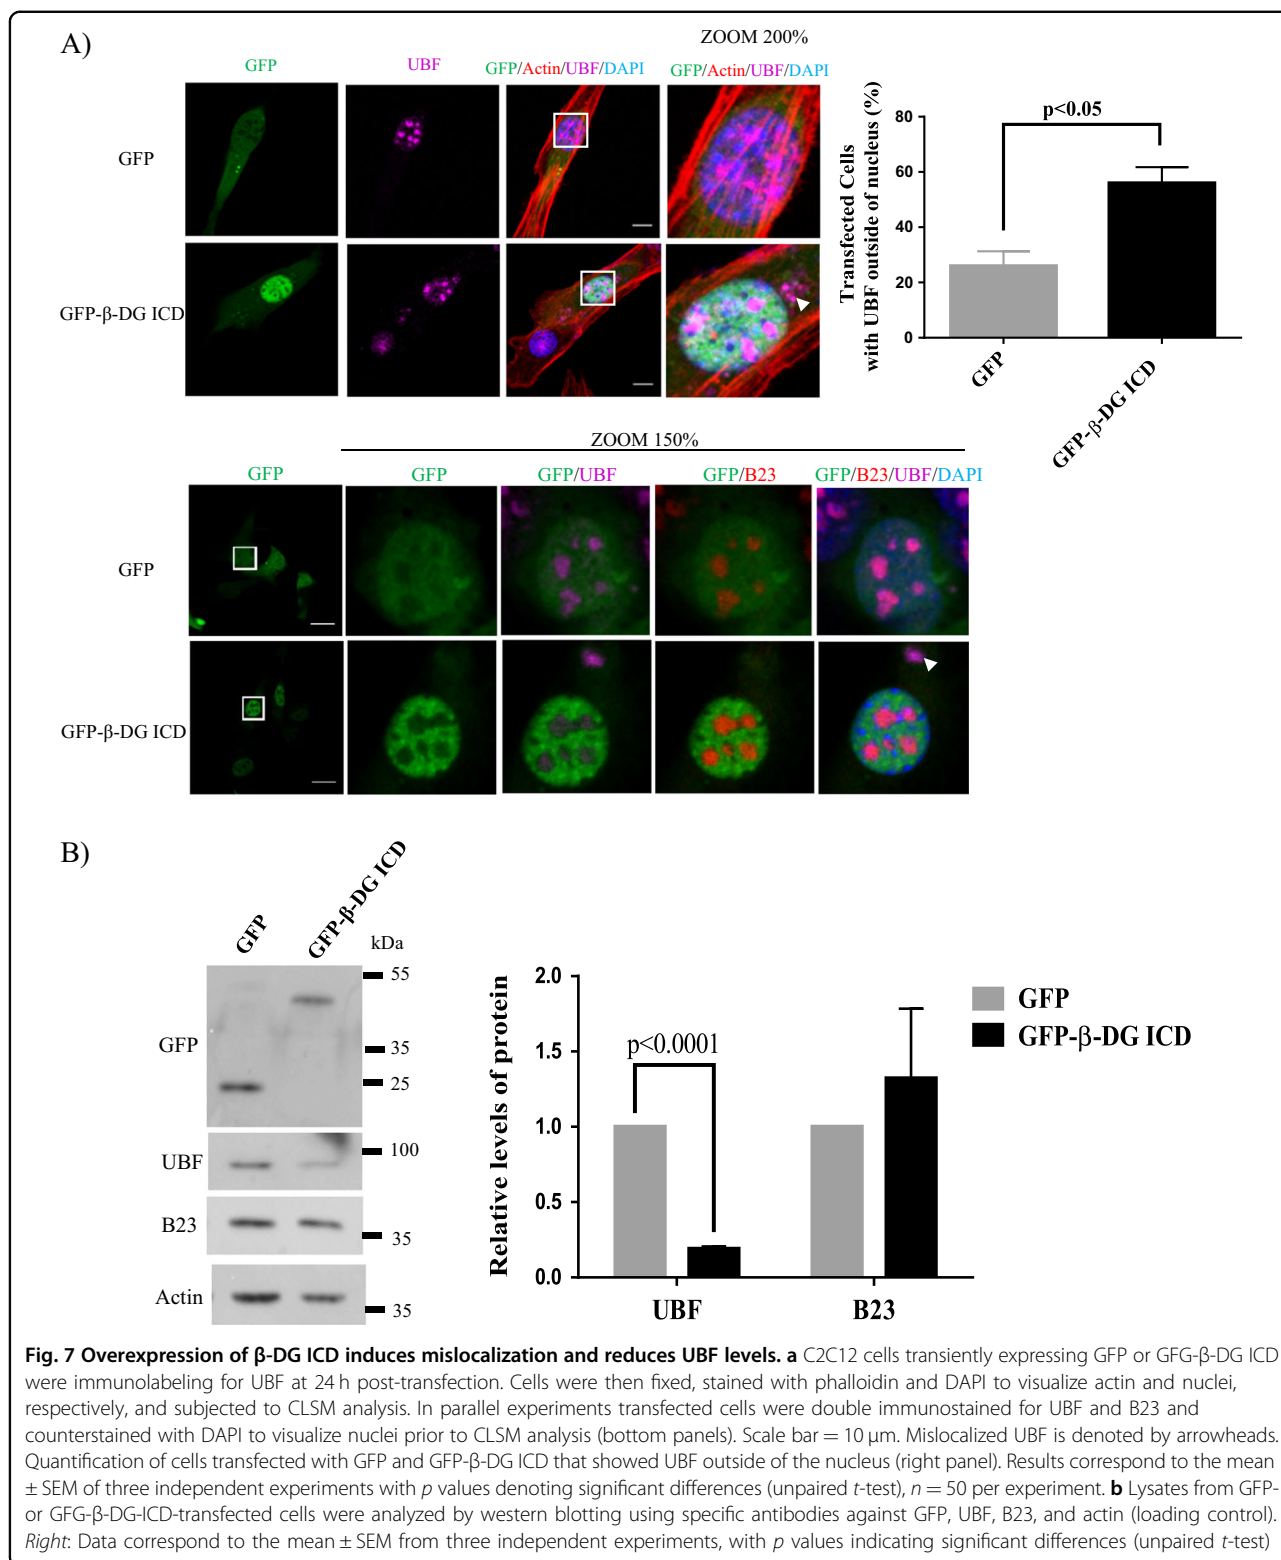 A)
ZOOM 200%
GFP
UBF
GFP/Actin/UBF/DAPI
GFP/Actin/UBF/DAPI
GFP
GFP-β-DG ICD
Transfected Cells
with UBF outside of nucleus (%)
80
60
40
20
0
p<0.05
GFP
GFP-β-DG ICD
ZOOM 150%
GFP
GFP
GFP/UBF
GFP/B23
GFP/B23/UBF/DAPI
GFP
GFP-β-DG ICD
B)
GFP
GFP-β-DG ICD
kDa
GFP
55
35
25
UBF
100
B23
35
Actin
35
Relative levels of protein
2.0
1.5
1.0
0.5
0.0
p<0.0001
UBF
B23
GFP
GFP-β-DG ICD
Fig. 7 Overexpression of β-DG ICD induces mislocalization and reduces UBF levels. a C2C12 cells transiently expressing GFP or GFG-β-DG ICD
were immunolabeling for UBF at 24 h post-transfection. Cells were then fixed, stained with phalloidin and DAPI to visualize actin and nuclei,
respectively, and subjected to CLSM analysis. In parallel experiments transfected cells were double immunostained for UBF and B23 and
counterstained with DAPI to visualize nuclei prior to CLSM analysis (bottom panels). Scale bar = 10 μm. Mislocalized UBF is denoted by arrowheads.
Quantification of cells transfected with GFP and GFP-β-DG ICD that showed UBF outside of the nucleus (right panel). Results correspond to the mean
± SEM of three independent experiments with p values denoting significant differences (unpaired t-test), n = 50 per experiment. b Lysates from GFP-
or GFG-β-DG-ICD-transfected cells were analyzed by western blotting using specific antibodies against GFP, UBF, B23, and actin (loading control).
Right: Data correspond to the mean ± SEM from three independent experiments, with p values indicating significant differences (unpaired t-test)